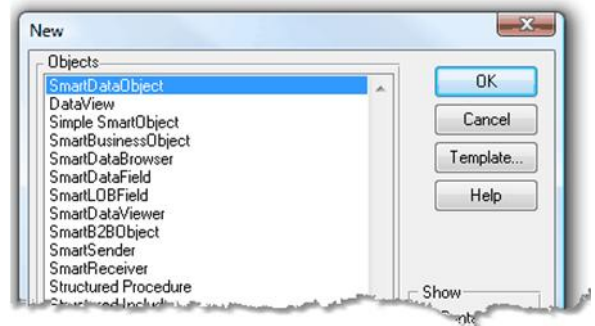 New
Objects
SmartDataObject
DataView
Simple SmartObject
SmartBusinessObject
SmartDataBrowser
SmartDataField
SmartLOBField
SmartDataViewer
SmartB2BObject
SmartSender
SmartReceiver
Structured Procedure
OK
Cancel
Template...
Help
Show